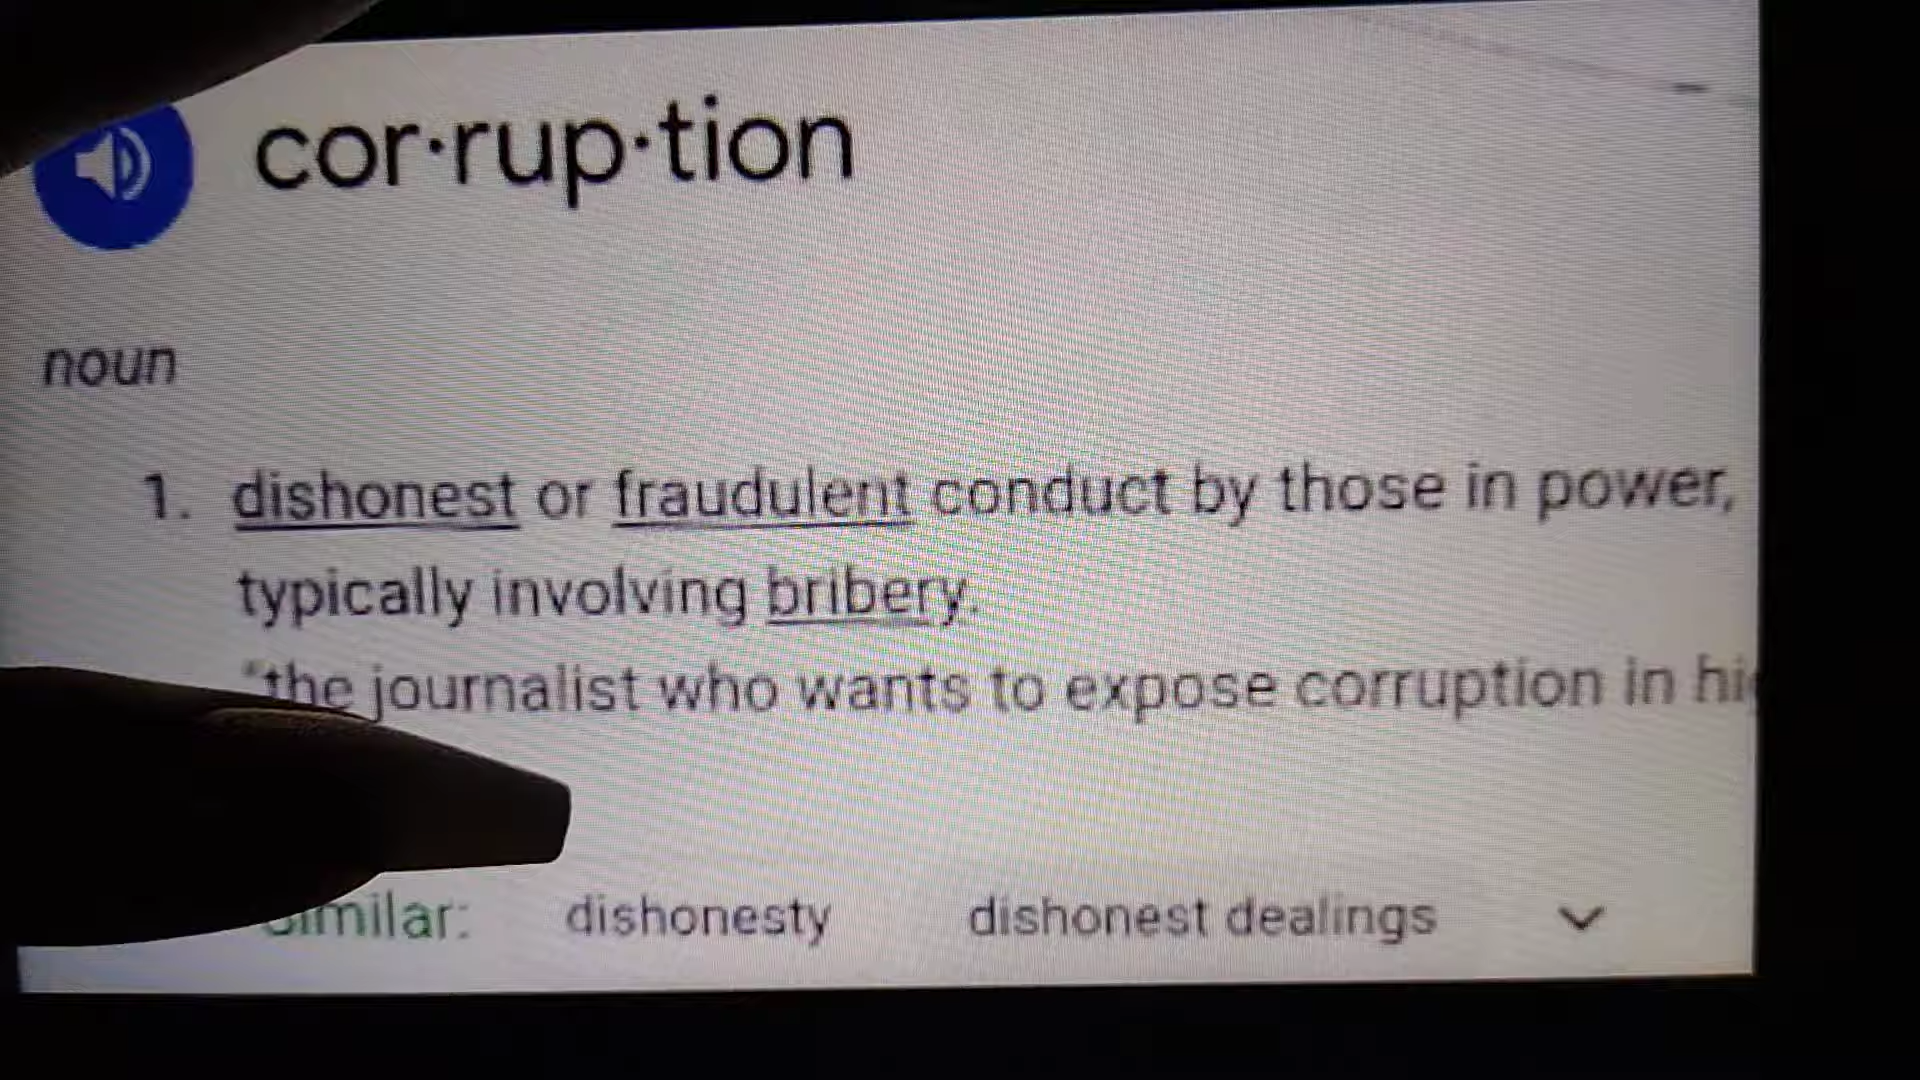 cor·rup·tion
noun
1. dishonest or fraudulent conduct by those in power,
typically involving bribery.
"the journalist who wants to expose corruption in
Similar: dishonesty dishonest dealings